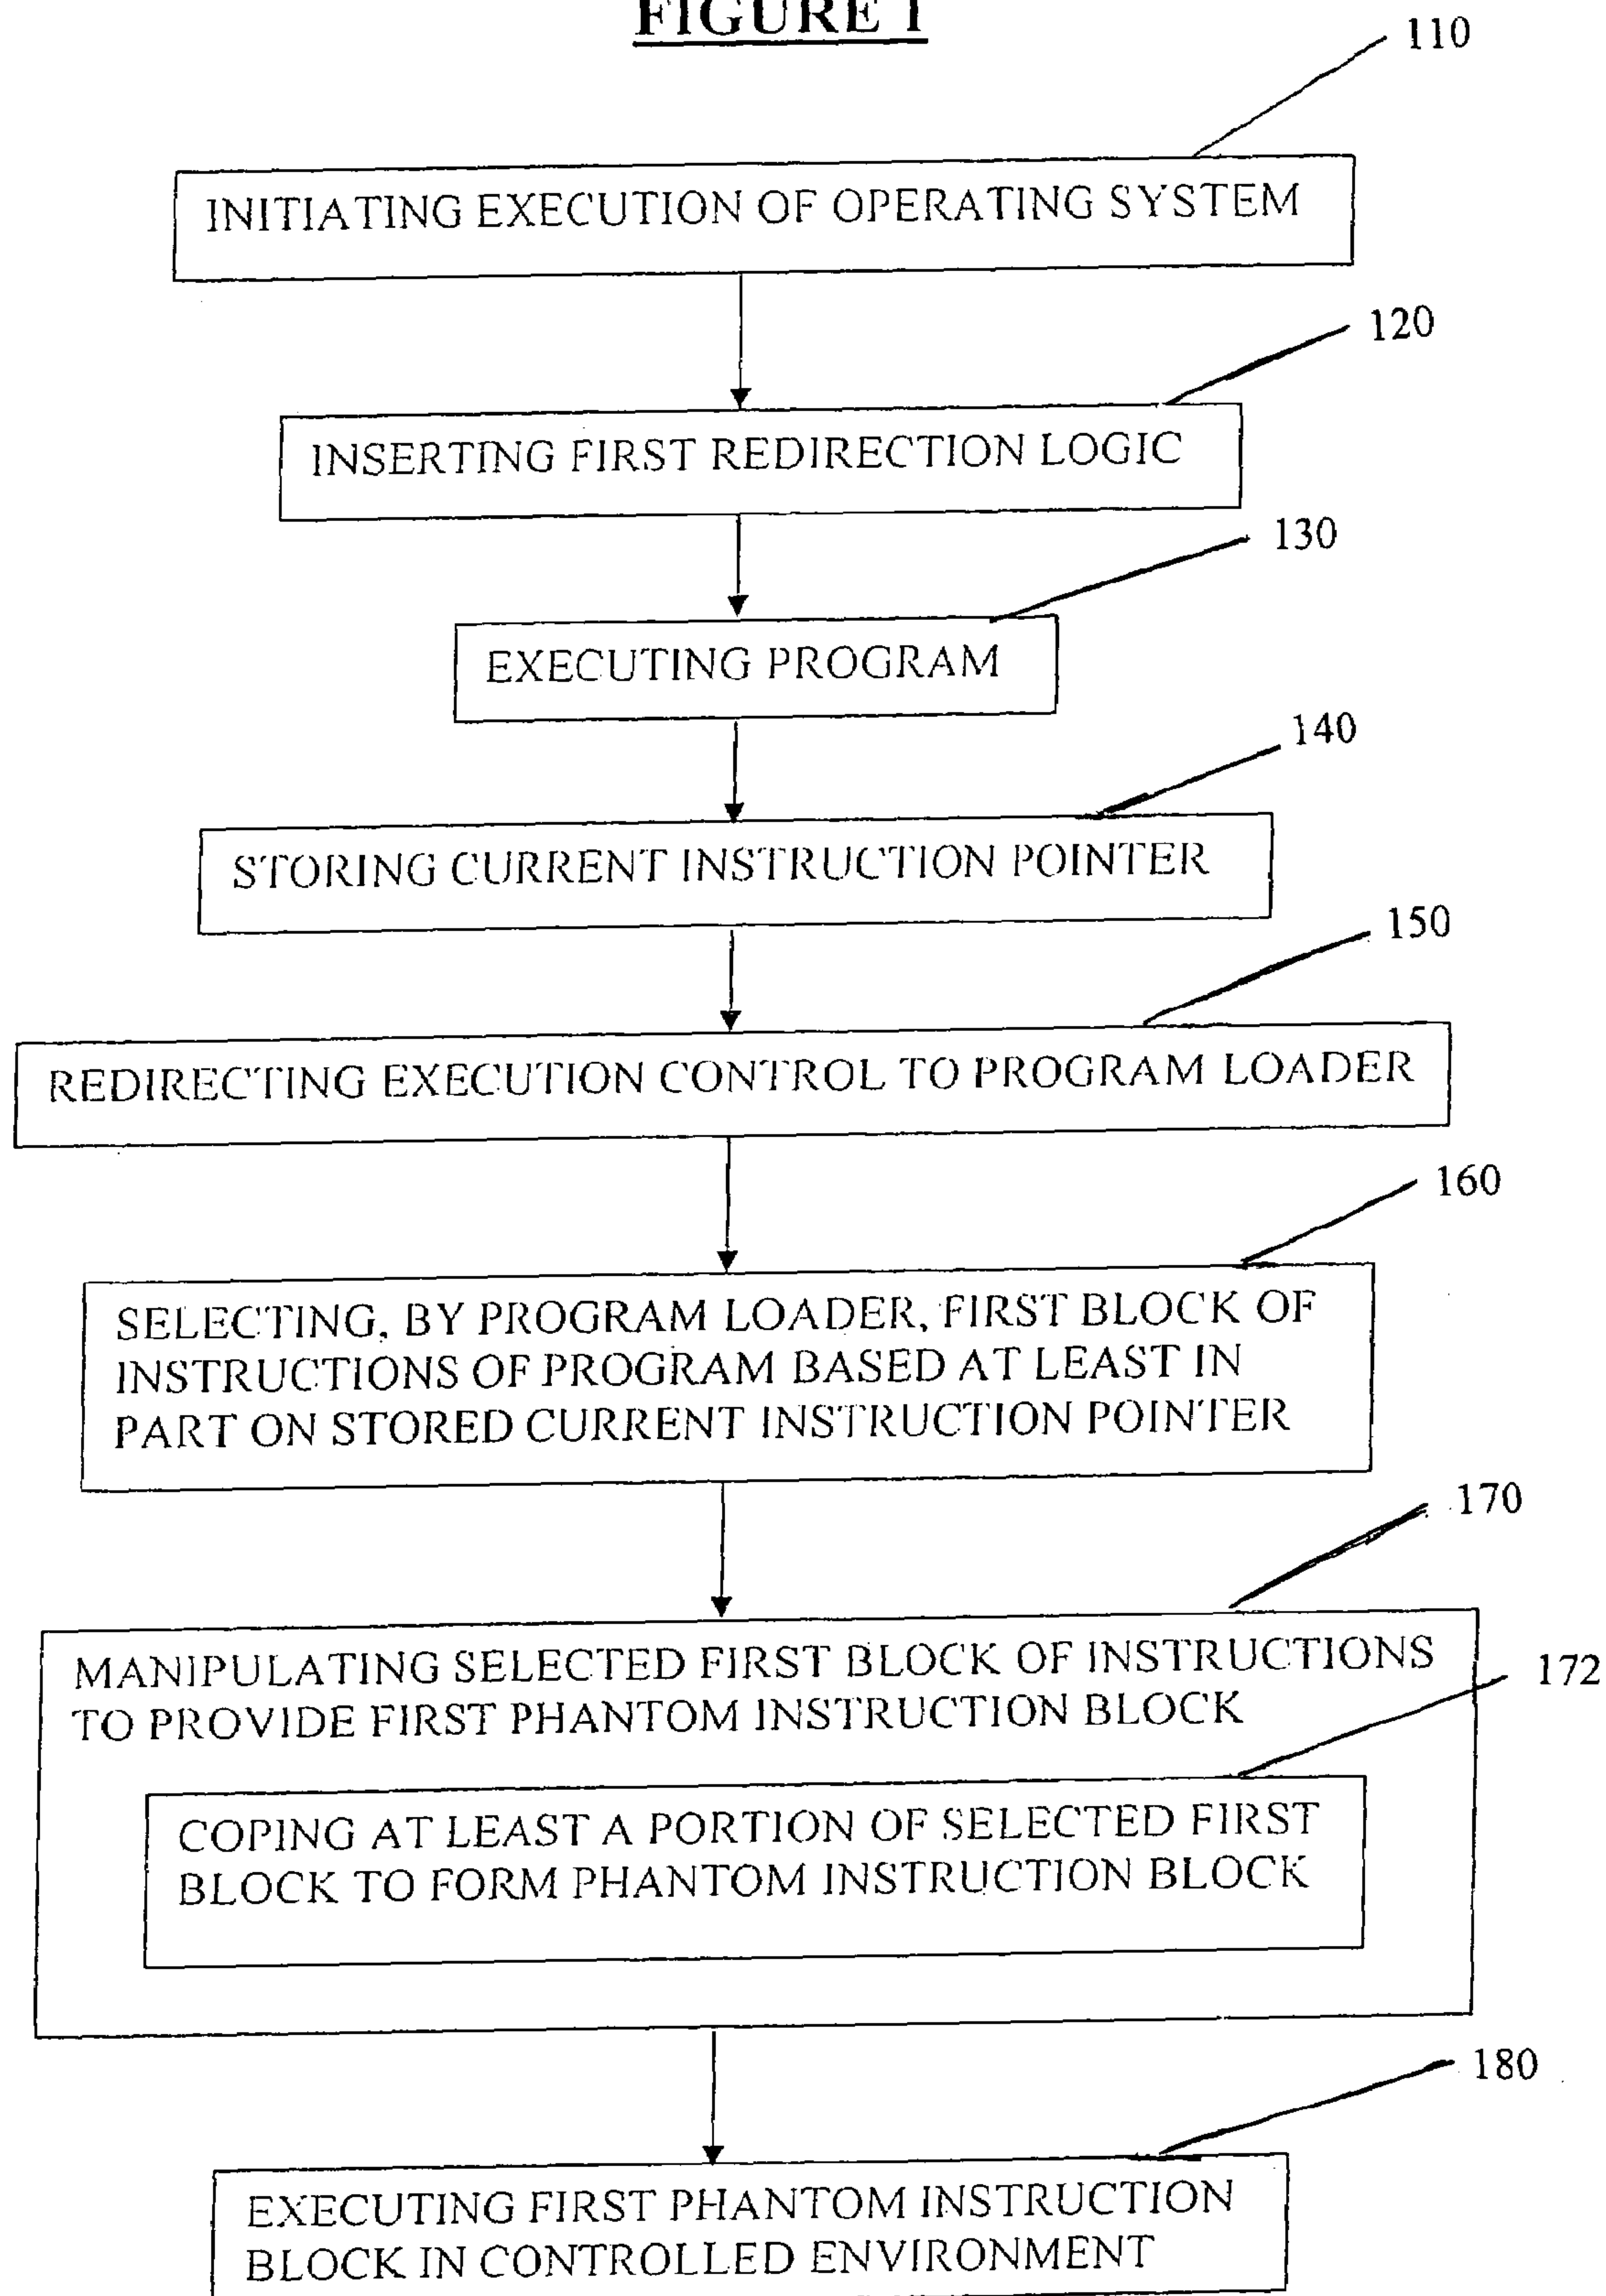 FIGURE 1
110
INITIATING EXECUTION OF OPERATING SYSTEM
120
INSERTING FIRST REDIRECTION LOGIC
130
EXECUTING PROGRAM
140
STORING CURRENT INSTRUCTION POINTER
150
REDIRECTING EXECUTION CONTROL TO PROGRAM LOADER
160
SELECTING, BY PROGRAM LOADER, FIRST BLOCK OF
INSTRUCTIONS OF PROGRAM BASED AT LEAST IN
PART ON STORED CURRENT INSTRUCTION POINTER
170
MANIPULATING SELECTED FIRST BLOCK OF INSTRUCTIONS
TO PROVIDE FIRST PHANTOM INSTRUCTION BLOCK
172
COPING AT LEAST A PORTION OF SELECTED FIRST
BLOCK TO FORM PHANTOM INSTRUCTION BLOCK
180
EXECUTING FIRST PHANTOM INSTRUCTION
BLOCK IN CONTROLLED ENVIRONMENT